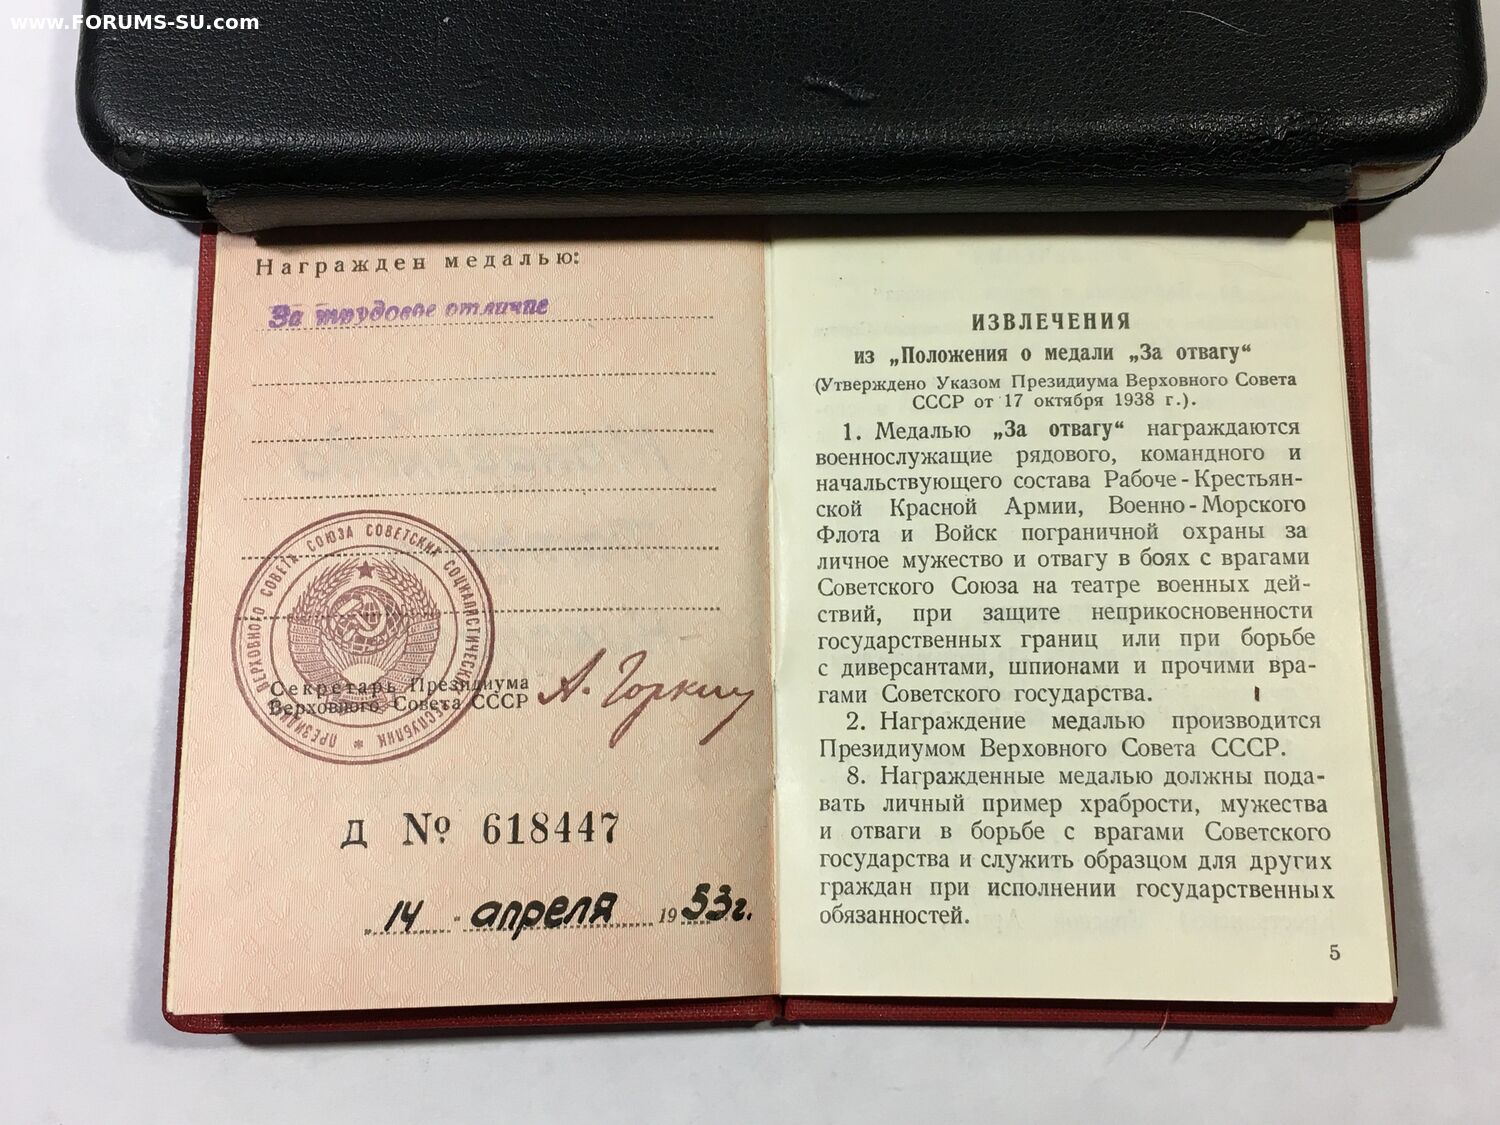 www.FORUMS-SU.com
Награжден медалью:
За трудовое отличие
ПРЕЗИДИУМ ВЕРХОВНОГО СОВЕТА СОЮЗА СОВЕТСКИХ СОЦИАЛИСТИЧЕСКИХ РЕСПУБЛИК
Секретарь Президиума
Верховного Совета СССР
А. Горкин
Д № 618447
„14" апреля 1953г.
ИЗВЛЕЧЕНИЯ
из „Положения о медали „За отвагу“
(Утверждено Указом Президиума Верховного Совета
СССР от 17 октября 1938 г.).
1. Медалью „За отвагу“ награждаются
военнослужащие рядового, командного и
начальствующего состава Рабоче-Крестьян-
ской Красной Армии, Военно-Морского
Флота и Войск пограничной охраны за
личное мужество и отвагу в боях с врагами
Советского Союза на театре военных дей-
ствий, при защите неприкосновенности
государственных границ или при борьбе
с диверсантами, шпионами и прочими вра-
гами Советского государства.
2. Награждение медалью производится
Президиумом Верховного Совета СССР.
8. Награжденные медалью должны пода-
вать личный пример храбрости, мужества
и отваги в борьбе с врагами Советского
государства и служить образцом для других
граждан при исполнении государственных
обязанностей.
5